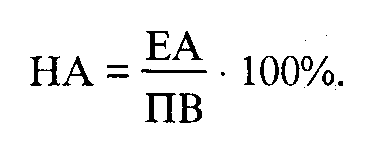 НА = ЕА / ПВ · 100%.